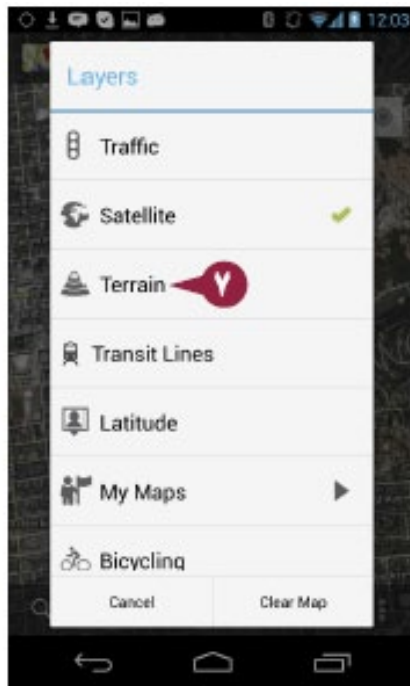 12:03
Layers
Traffic
Satellite
Terrain ٧
Transit Lines
Latitude
My Maps
Bicycling
Cancel Clear Map